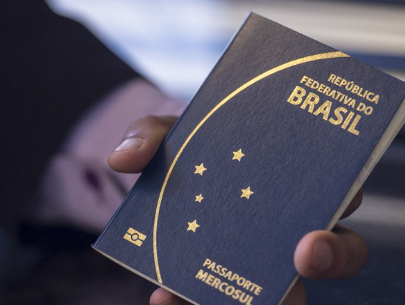 REPÚBLICA
FEDERATIVA DO
BRASIL
PASSAPORTE
MERCOSUL